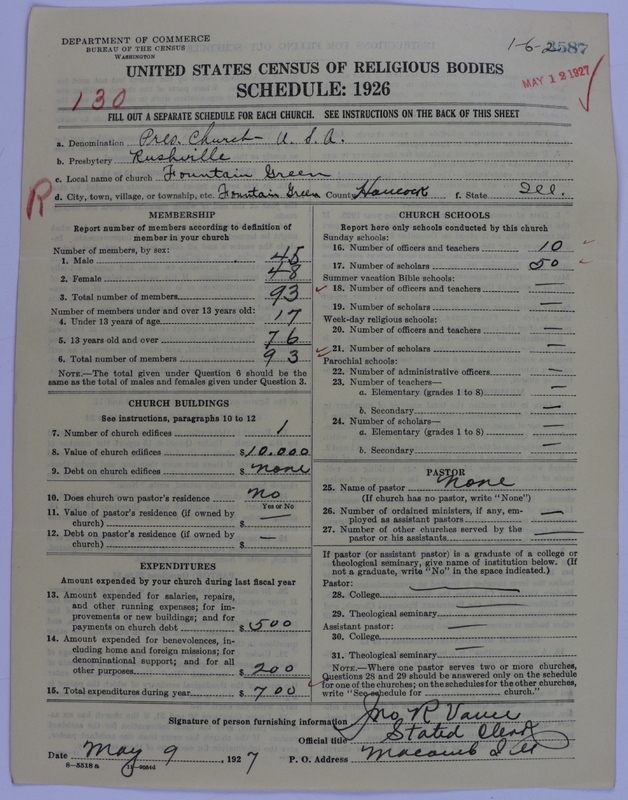 DEPARTMENT OF COMMERCE
BUREAU OF THE CENSUS
WASHINGTON
1-6-2
3587
MAY 12 1927
UNITED STATES CENSUS OF RELIGIOUS BODIES
130
SCHEDULE: 1926
FILL OUT A SEPARATE SCHEDULE FOR EACH CHURCH. SEE INSTRUCTIONS ON THE BACK OF THIS SHEET
a. Denomination Pres. Church U. S. A.
b. Presbytery Rushville
c. Local name of church Fountain Green
R
d. City, town, village, or township, etc. Fountain Green County Hancock f. State Ill.
MEMBERSHIP
Report number of members according to definition of
member in your church
Number of members, by sex:
1. Male 45
2. Female 48
3. Total number of members 93
Number of members under and over 13 years old:
4. Under 13 years of age 17
5. 13 years old and over 76
6. Total number of members 93
NOTE.—The total given under Question 6 should be
same as the total of males and females given under Question 3.
CHURCH BUILDINGS
See instructions, paragraphs 10 to 12
7. Number of church edifices 1
8. Value of church edifices $10.000
9. Debt on church edifices $ none
10. Does church own pastor's residence no
Yes or No
11. Value of pastor's residence (if owned by
church) $ —
12. Debt on pastor's residence (if owned by
church) $ —
EXPENDITURES
Amount expended by your church during last fiscal year
13. Amount expended for salaries, repairs,
and other running expenses; for im-
provements or new buildings; and for
payments on church debt $ 500
14. Amount expended for benevolences, in-
cluding home and foreign missions; for
denominational support; and for all
other purposes $ 200
15. Total expenditures during year $ 700
CHURCH SCHOOLS
Report here only schools conducted by this church
Sunday schools:
16. Number of officers and teachers 10
17. Number of scholars 50
Summer vacation Bible schools:
18. Number of officers and teachers —
19. Number of scholars —
Week-day religious schools:
20. Number of officers and teachers —
21. Number of scholars —
Parochial schools:
22. Number of administrative officers —
23. Number of teachers—
a. Elementary (grades 1 to 8) —
b. Secondary —
24. Number of scholars—
a. Elementary (grades 1 to 8) —
b. Secondary —
PASTOR
25. Name of pastor None
(If church has no pastor, write "None")
26. Number of ordained ministers, if any, em-
ployed as assistant pastors —
27. Number of other churches served by the
pastor or his assistants —
If pastor (or assistant pastor) is a graduate of a college or
theological seminary, give name of institution below. (If
not a graduate, write "No" in the space indicated.)
Pastor:
28. College —
29. Theological seminary —
Assistant pastor:
30. College —
31. Theological seminary —
NOTE.—Where one pastor serves two or more churches,
Questions 28 and 29 should be answered only on the schedule
for one of the churches; on the schedules for the other churches,
write "See schedule for church."
Signature of person furnishing information Jno. R Vance
Official title Stated Clerk
Date May 9, 1927 P. O. Address Macomb Ill
8—5518 a